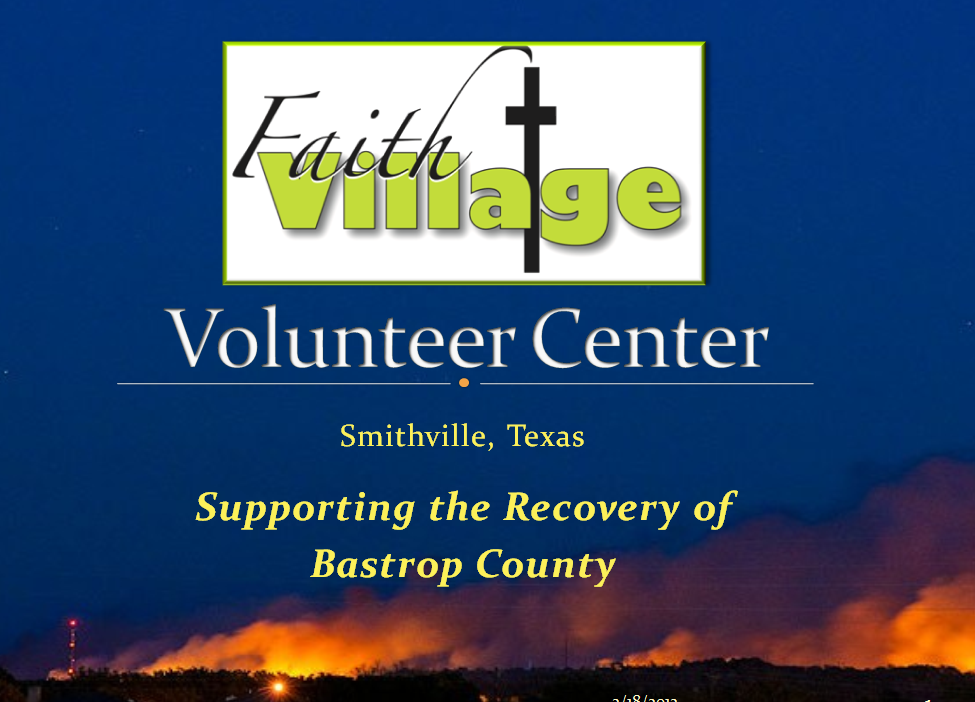 Faith
Village
Volunteer Center
Smithville, Texas
Supporting the Recovery of
Bastrop County